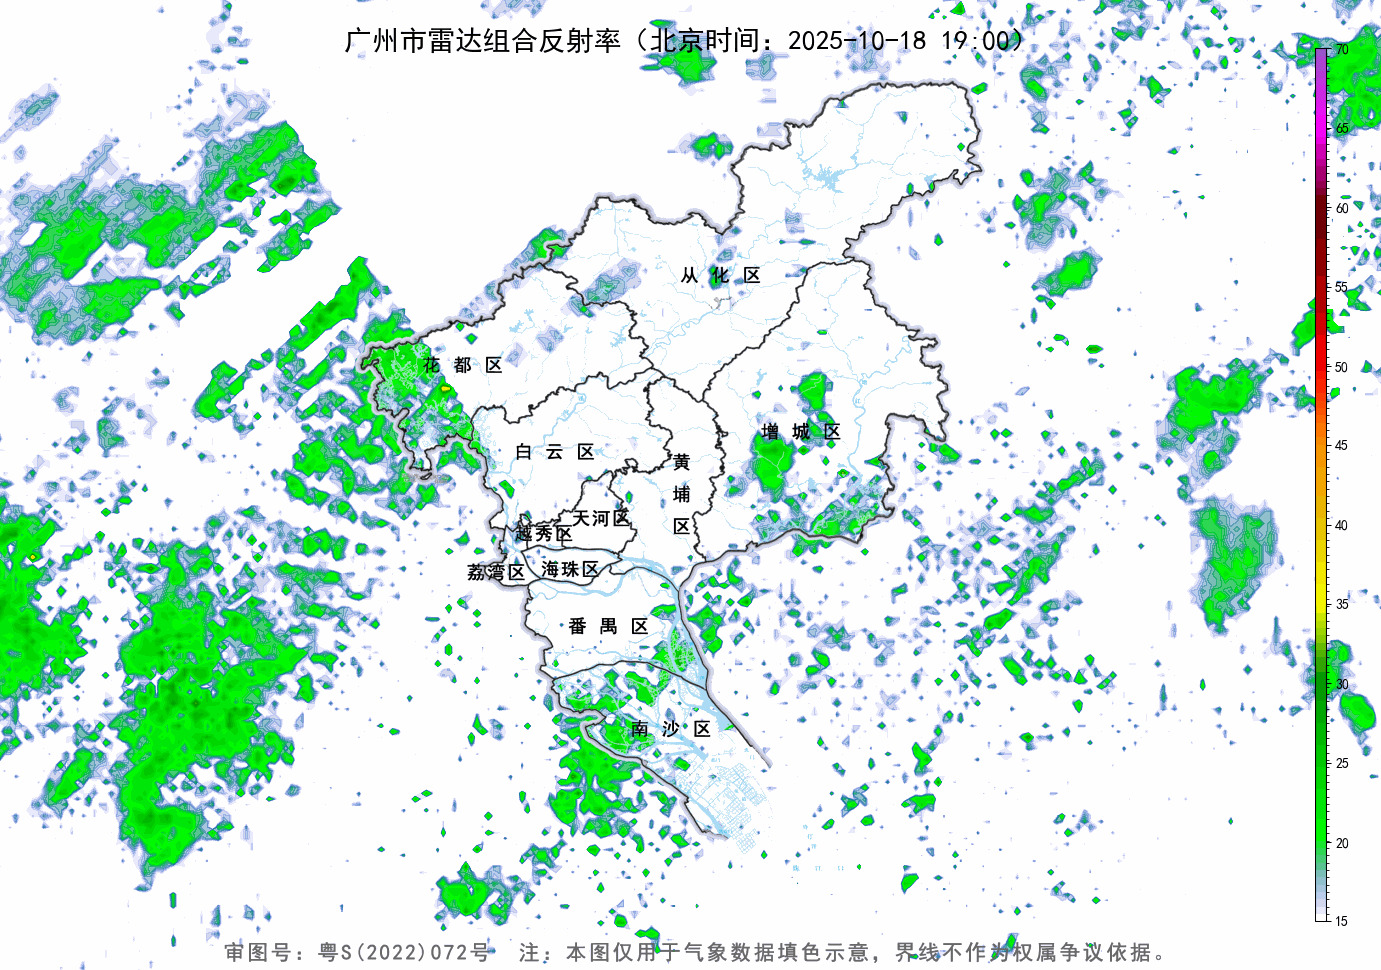 广州市雷达组合反射率（北京时间：2025-10-18 19:00）
70
65
60
55
50
45
40
35
30
25
20
15
从化区
花都区
增城区
白云区
黄埔区
天河区
越秀区
海珠区
荔湾区
番禺区
南沙区
审图号：粤S(2022)072号 注：本图仅用于气象数据填色示意，界线不作为权属争议依据。